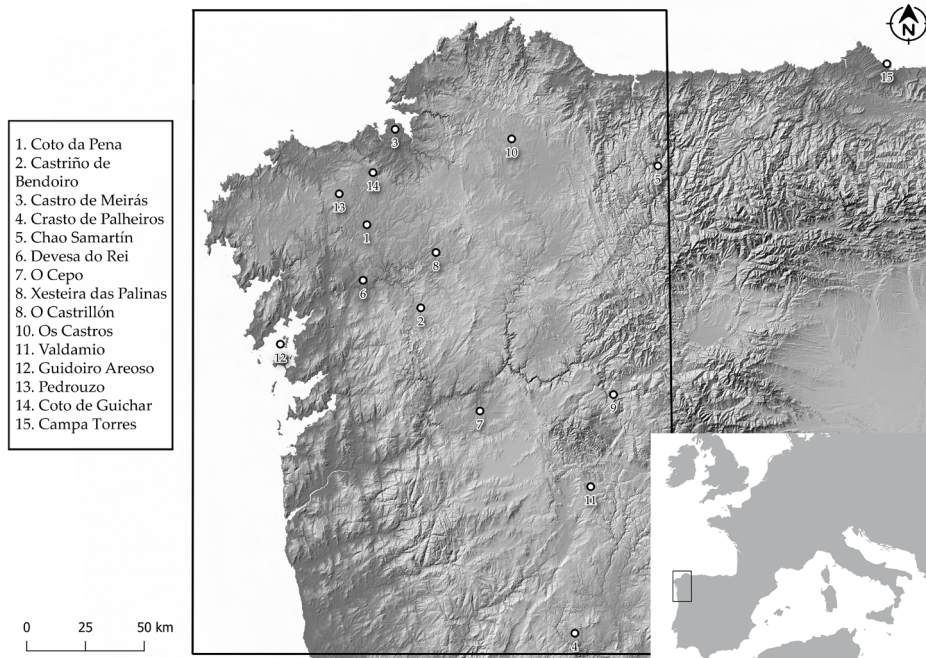 N
15
3
10
14
5
13
1
8
6
2
12
9
7
11
4
1. Coto da Pena
2. Castriño de
Bendoiro
3. Castro de Meirás
4. Crasto de Palheiros
5. Chao Samartín
6. Devesa do Rei
7. O Cepo
8. Xesteira das Palinas
8. O Castrillón
10. Os Castros
11. Valdamio
12. Guidoiro Areoso
13. Pedrouzo
14. Coto de Guichar
15. Campa Torres
0 25 50 km